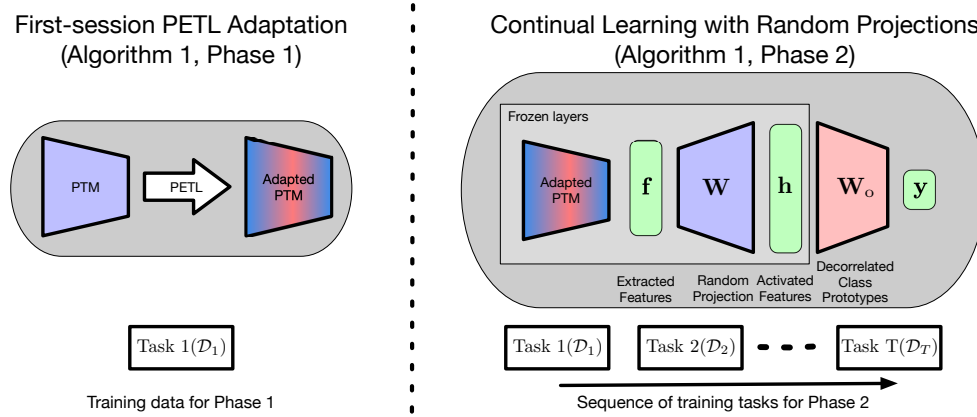 First-session PETL Adaptation
(Algorithm 1, Phase 1)
PTM
PETL
Adapted
PTM
Task 1(𝒟₁)
Training data for Phase 1
Continual Learning with Random Projections
(Algorithm 1, Phase 2)
Frozen layers
Adapted
PTM
f
W
h
Wₒ
y
Extracted
Features
Random
Projection
Activated
Features
Decorrelated
Class
Prototypes
Task 1(𝒟₁)
Task 2(𝒟₂)
Task T(𝒟_T)
Sequence of training tasks for Phase 2